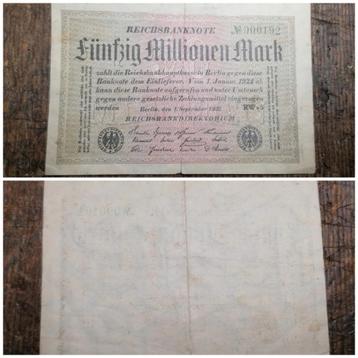 REICHSBANKNOTE № 000192
Fünfzig Millionen Mark
zahlt die Reichsbankhauptkasse in Berlin gegen diese
Banknote dem Einlieferer. Vom 1. Januar 1924 ab
kann diese Banknote aufgerufen und unter Umtausch
gegen andere gesetzliche Zahlungsmittel eingezogen
werden Berlin, den 1. September 1923
REICHSBANKDIREKTORIUM